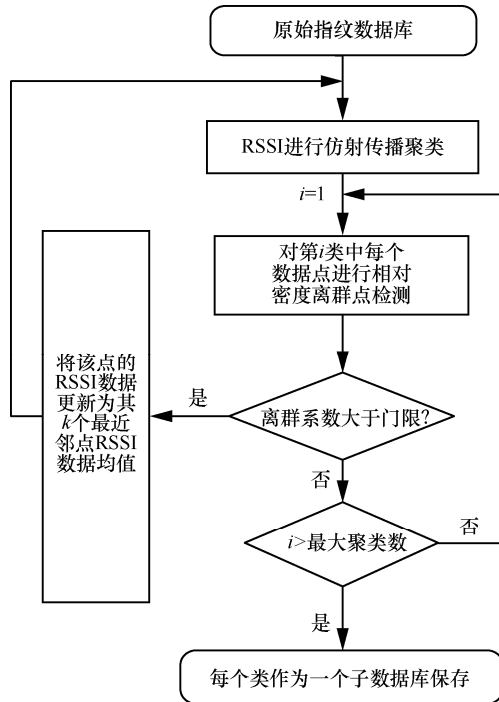 原始指纹数据库
RSSI进行仿射传播聚类
i=1
对第i类中每个
数据点进行相对
密度离群点检测
将该点的
RSSI数据
更新为其
k个最近
邻点RSSI
数据均值
是
离群系数大于门限?
否
i>最大聚类数
否
是
每个类作为一个子数据库保存